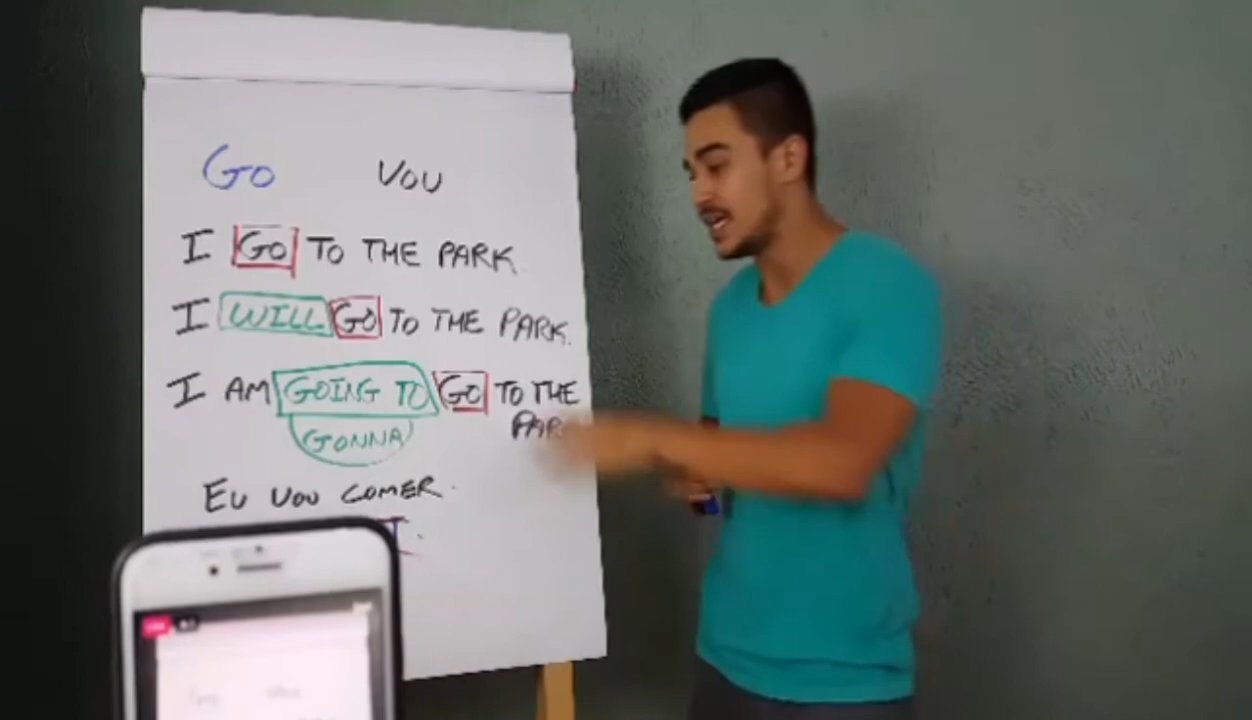 GO VOU
I GO TO THE PARK.
I WILL GO TO THE PARK.
I AM GOING TO GO TO THE
PARK
GONNA
EU VOU COMER.